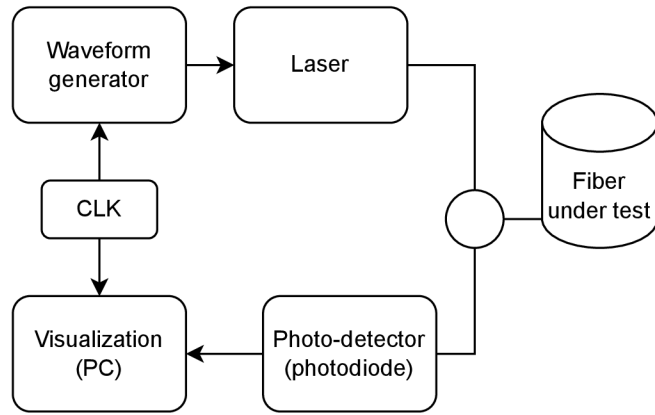 Waveform
generator
Laser
Fiber
under test
CLK
Visualization
(PC)
Photo-detector
(photodiode)